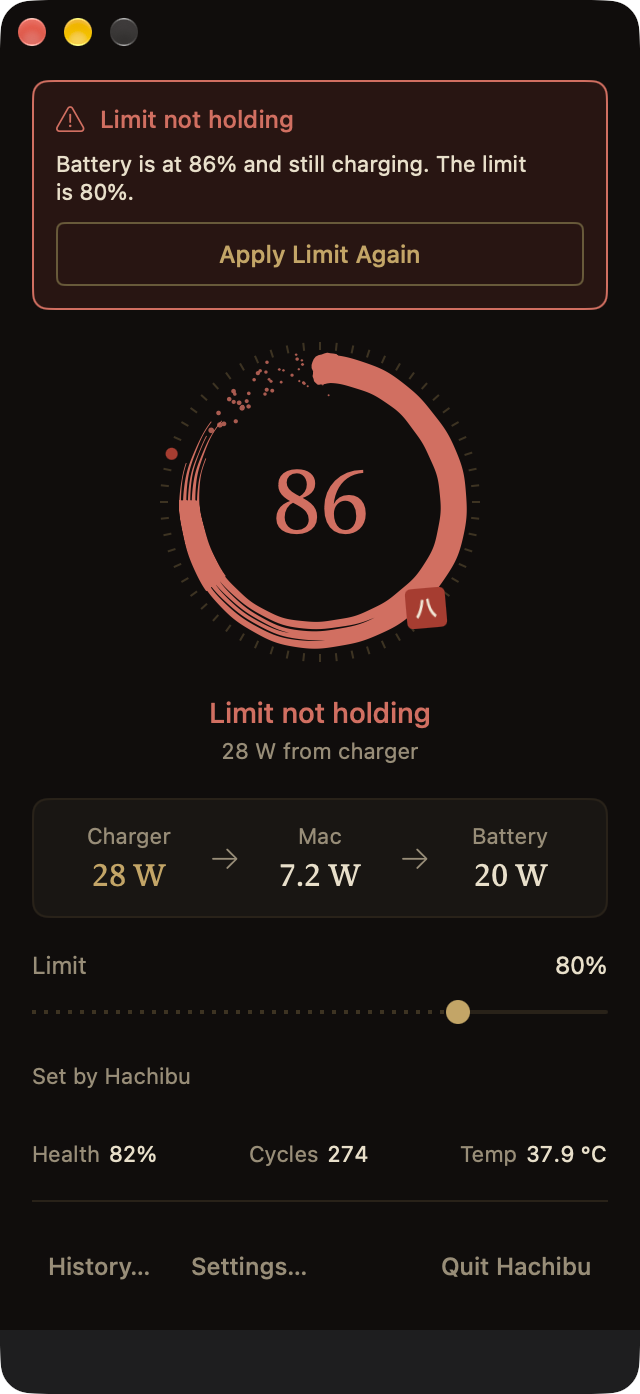 Limit not holding
Battery is at 86% and still charging. The limit
is 80%.
Apply Limit Again
86
八
Limit not holding
28 W from charger
Charger → Mac → Battery
28 W 7.2 W 20 W
Limit 80%
Set by Hachibu
Health 82% Cycles 274 Temp 37.9 °C
History... Settings... Quit Hachibu